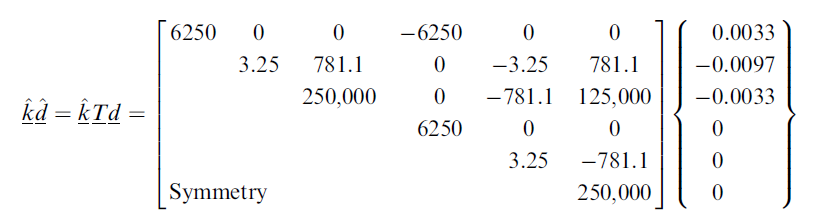 6250 0 0 −6250 0 0 0.0033
3.25 781.1 0 −3.25 781.1 −0.0097
k̂d̂ = k̂Td = 250,000 0 −781.1 125,000 −0.0033
6250 0 0 0
3.25 −781.1 0
Symmetry 250,000 0